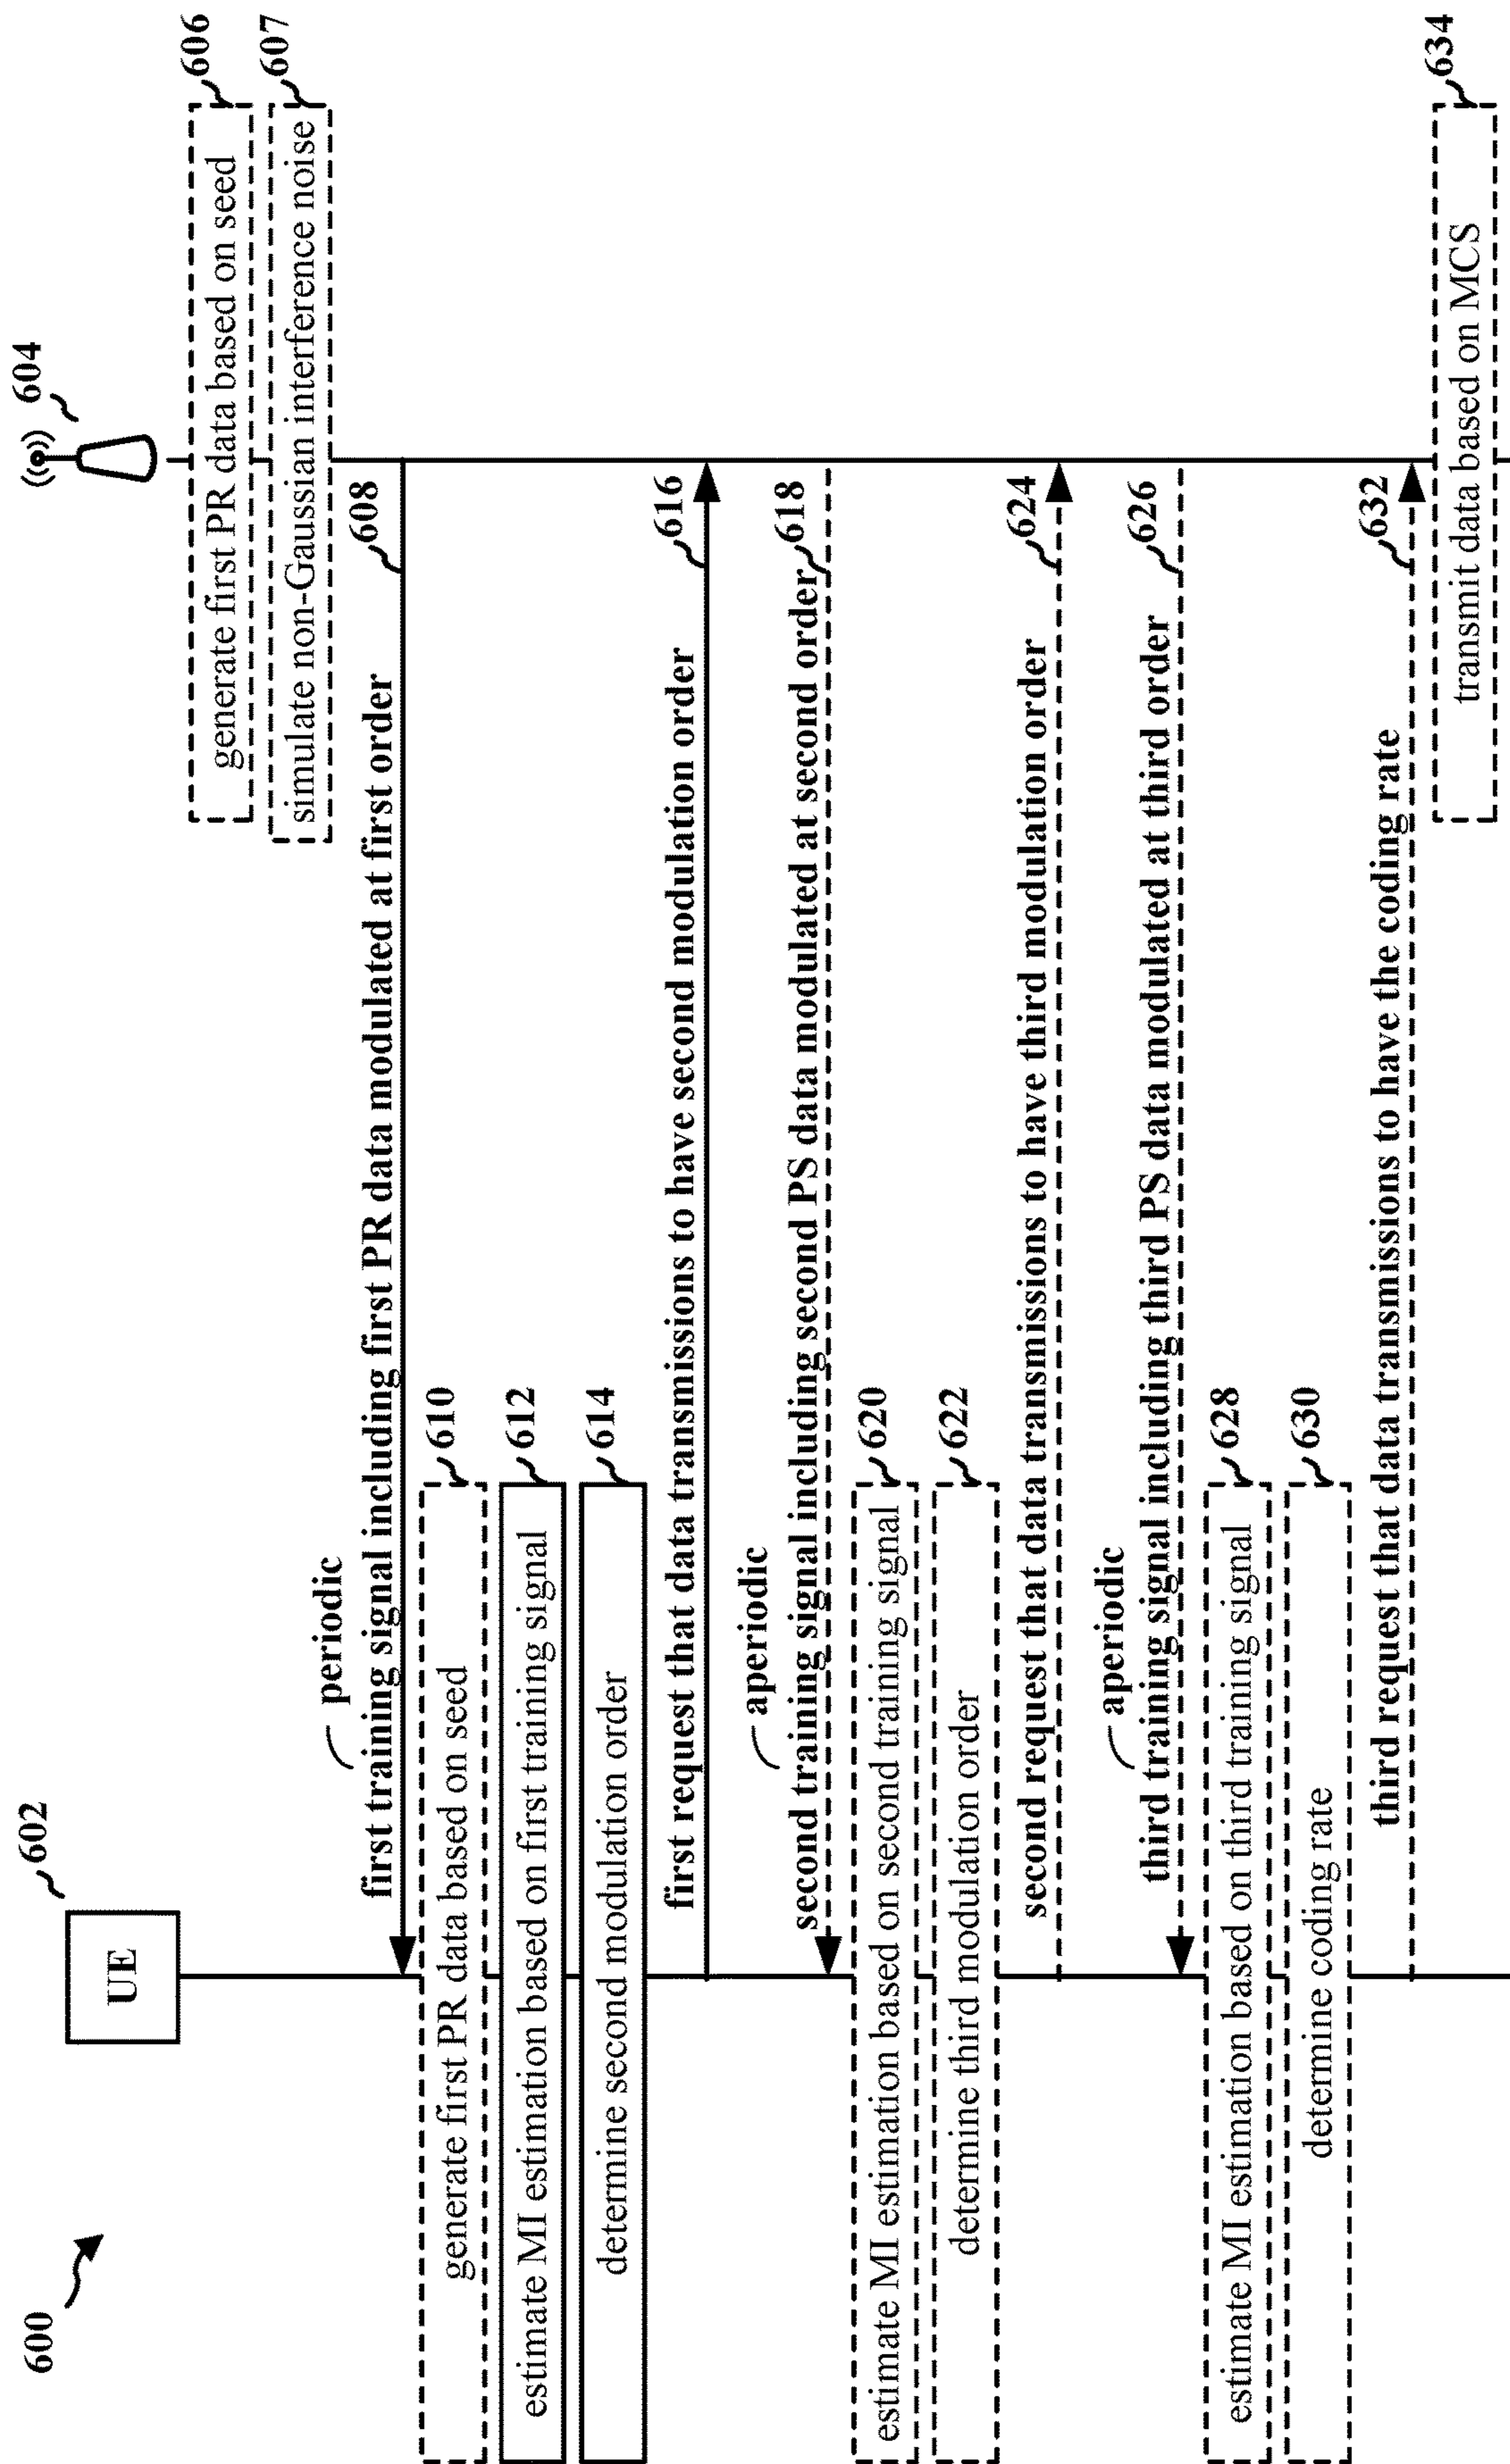 600
602
UE
604
generate first PR data based on seed
606
simulate non-Gaussian interference noise
607
periodic
first training signal including first PR data modulated at first order
608
generate first PR data based on seed
610
estimate MI estimation based on first training signal
612
determine second modulation order
614
first request that data transmissions to have second modulation order
616
aperiodic
second training signal including second PS data modulated at second order
618
estimate MI estimation based on second training signal
620
determine third modulation order
622
second request that data transmissions to have third modulation order
624
aperiodic
third training signal including third PS data modulated at third order
626
estimate MI estimation based on third training signal
628
determine coding rate
630
third request that data transmissions to have the coding rate
632
transmit data based on MCS
634